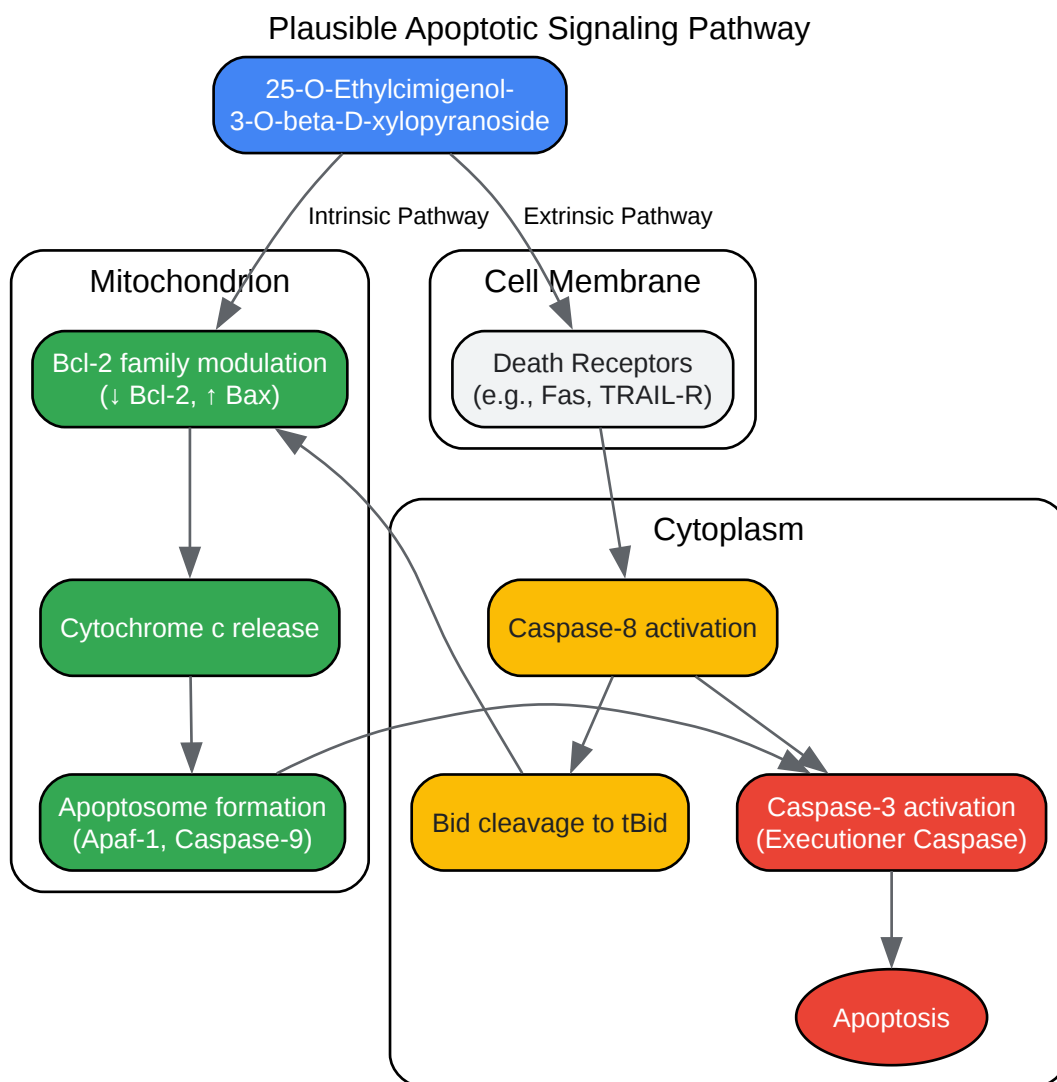 Plausible Apoptotic Signaling Pathway
25-O-Ethylcimigenol-
3-O-beta-D-xylopyranoside
Intrinsic Pathway
Extrinsic Pathway
Mitochondrion
Cell Membrane
Bcl-2 family modulation
(↓ Bcl-2, ↑ Bax)
Death Receptors
(e.g., Fas, TRAIL-R)
Cytoplasm
Cytochrome c release
Caspase-8 activation
Apoptosome formation
(Apaf-1, Caspase-9)
Bid cleavage to tBid
Caspase-3 activation
(Executioner Caspase)
Apoptosis